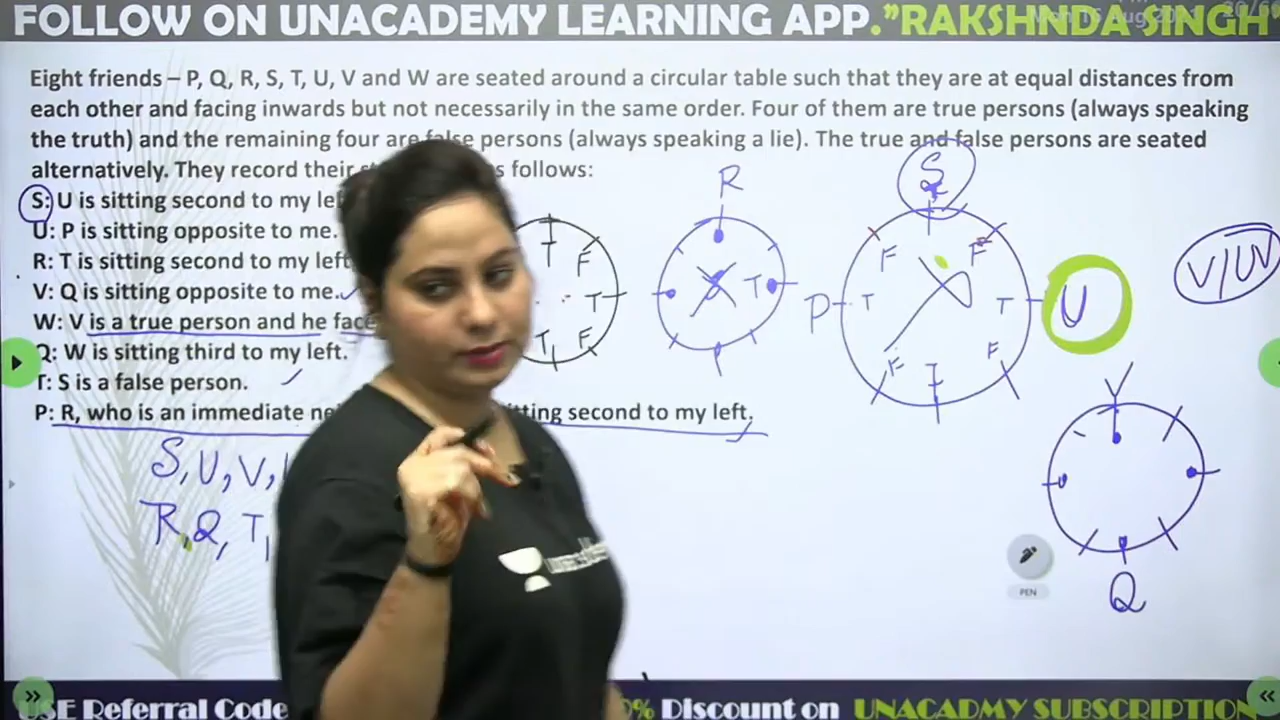 FOLLOW ON UNACADEMY LEARNING APP."RAKSHNDA SINGH"
Eight friends – P, Q, R, S, T, U, V and W are seated around a circular table such that they are at equal distances from
each other and facing inwards but not necessarily in the same order. Four of them are true persons (always speaking
the truth) and the remaining four are false persons (always speaking a lie). The true and false persons are seated
alternatively. They record their follows:
S: U is sitting second to my
U: P is sitting opposite to me.
R: T is sitting second to my left
V: Q is sitting opposite to me.
W: V is a true person and he
Q: W is sitting third to my left.
T: S is a false person.
P: R, who is an immediate sitting second to my left.
S, U, V,
R, Q, T,
T F T F T
R
T
S
F F
P T T U
F T F
V/UV
V
Q
PEN
USE Referral Code
% Discount on UNACADMY SUBSCRIPTION